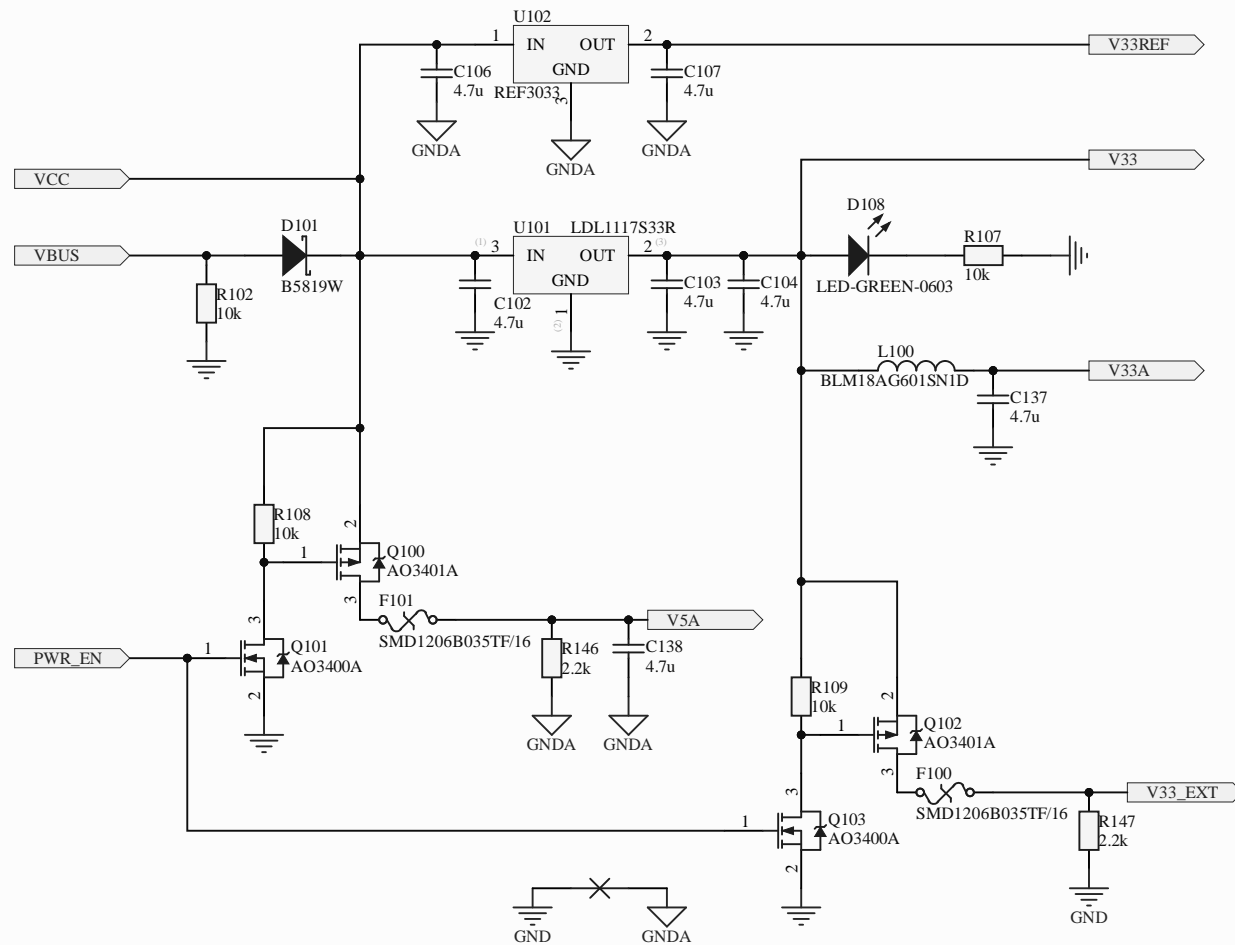 U102
1
IN
OUT
2
GND
REF3033
3
C106
4.7u
C107
4.7u
V33REF
GNDA
GNDA
GNDA
VCC
V33
VBUS
D101
B5819W
R102
10k
U101
LDL1117S33R
(1)
3
IN
OUT
2
(3)
GND
(2)
1
C102
4.7u
C103
4.7u
C104
4.7u
D108
LED-GREEN-0603
R107
10k
L100
BLM18AG601SN1D
V33A
C137
4.7u
R108
10k
2
1
Q100
AO3401A
3
F101
SMD1206B035TF/16
V5A
R146
2.2k
C138
4.7u
GNDA
GNDA
PWR_EN
3
1
Q101
AO3400A
2
R109
10k
2
1
Q102
AO3401A
3
F100
SMD1206B035TF/16
V33_EXT
R147
2.2k
GND
3
1
Q103
AO3400A
2
GND
GNDA